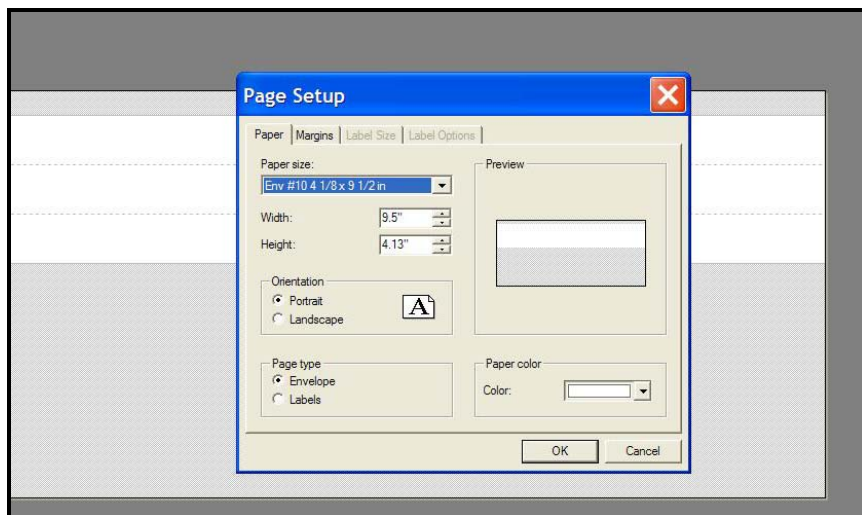 Page Setup
Paper Margins Label Size Label Options
Paper size:
Env #10 4 1/8 x 9 1/2 in
Width: 9.5"
Height: 4.13"
Orientation
Portrait
Landscape
A
Preview
Page type
Envelope
Labels
Paper color
Color:
OK Cancel